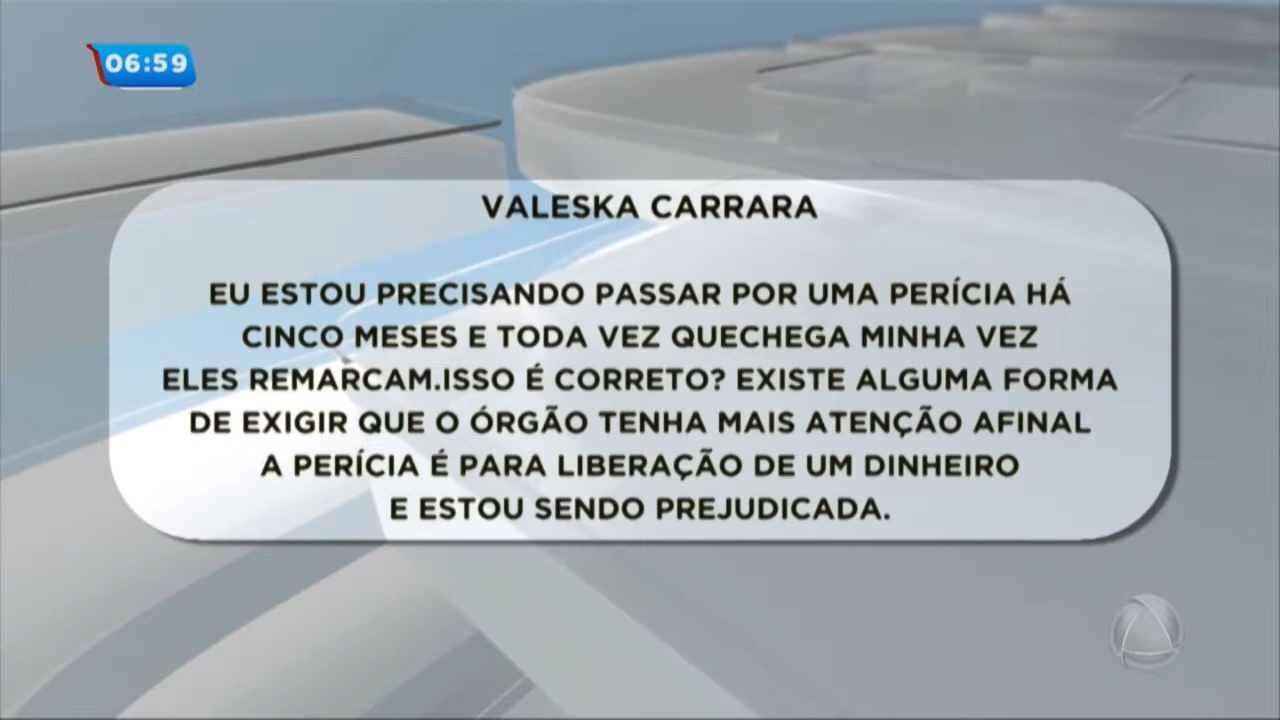 06:59
VALESKA CARRARA
EU ESTOU PRECISANDO PASSAR POR UMA PERÍCIA HÁ
CINCO MESES E TODA VEZ QUECHEGA MINHA VEZ
ELES REMARCAM.ISSO É CORRETO? EXISTE ALGUMA FORMA
DE EXIGIR QUE O ÓRGÃO TENHA MAIS ATENÇÃO AFINAL
A PERÍCIA É PARA LIBERAÇÃO DE UM DINHEIRO
E ESTOU SENDO PREJUDICADA.